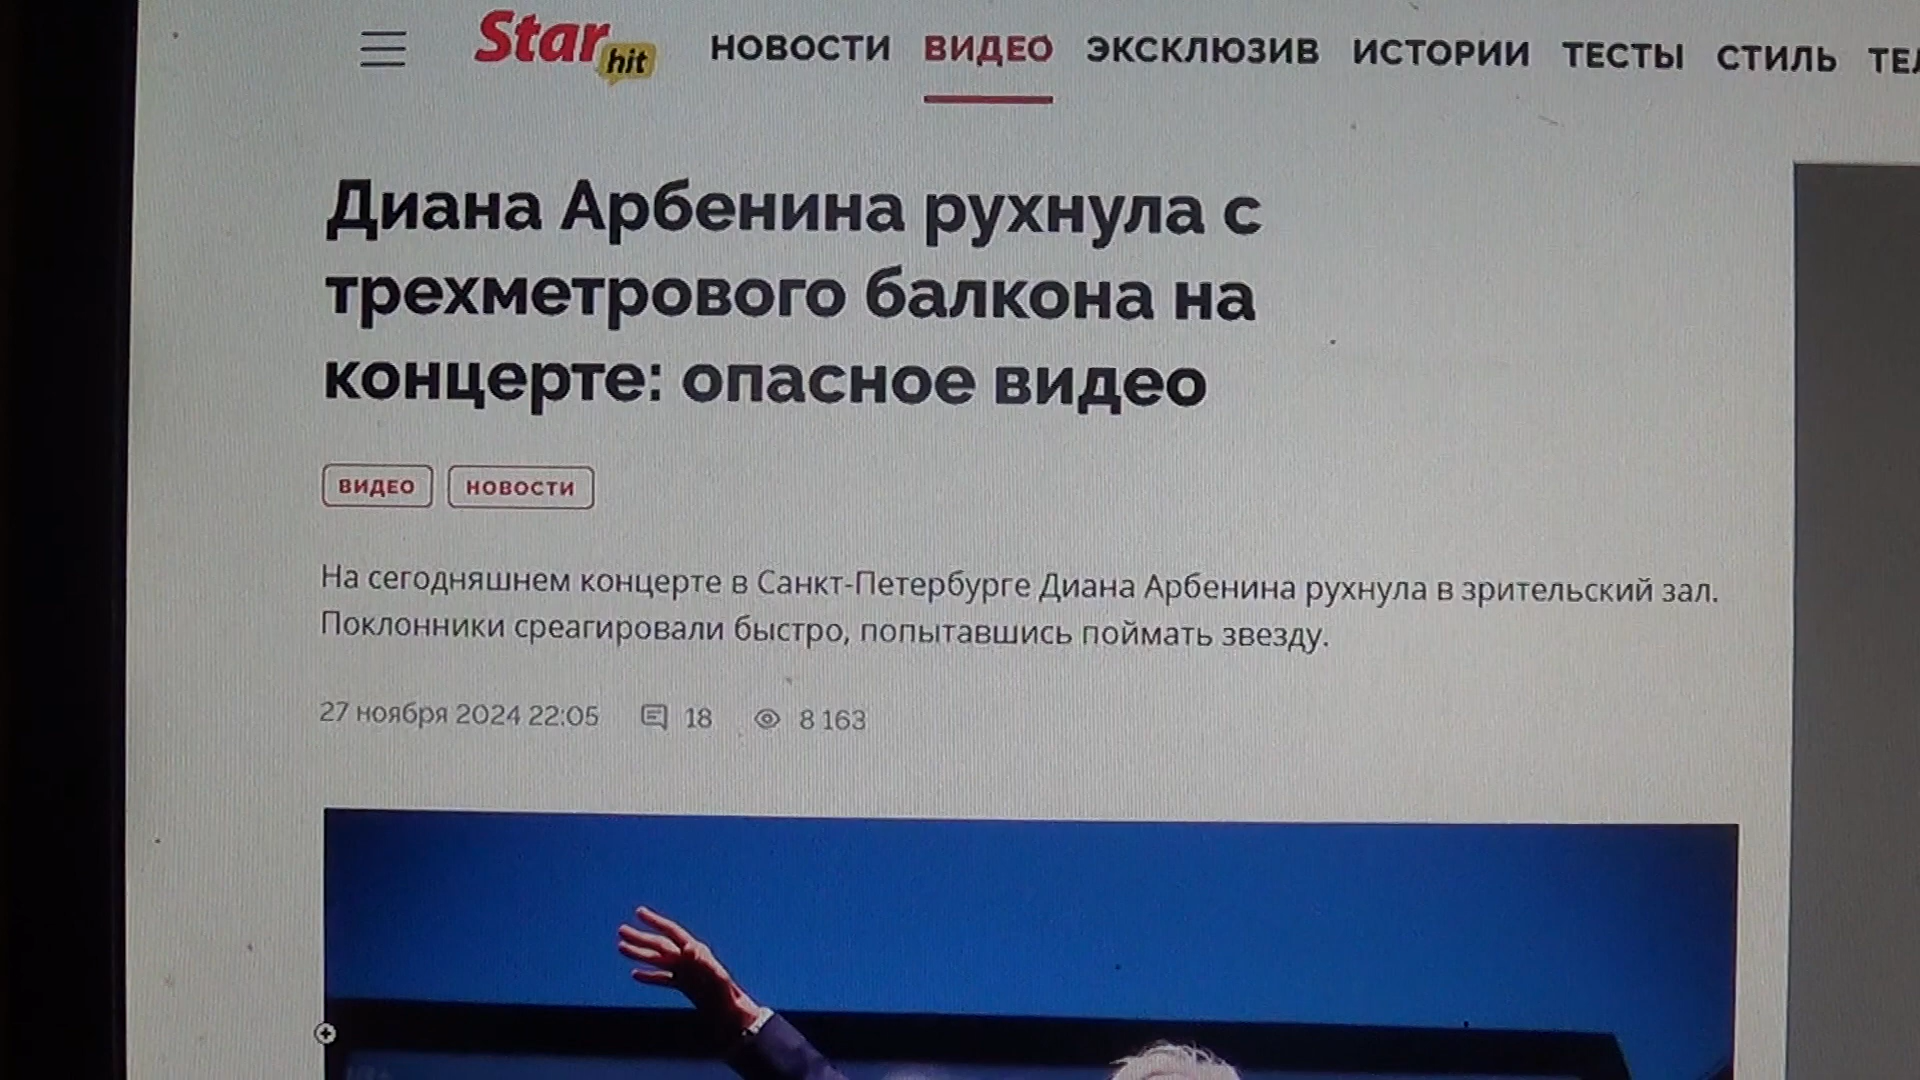 Star hit НОВОСТИ ВИДЕО ЭКСКЛЮЗИВ ИСТОРИИ ТЕСТЫ СТИЛЬ
Диана Арбенина рухнула с
трехметрового балкона на
концерте: опасное видео
ВИДЕО НОВОСТИ
На сегодняшнем концерте в Санкт-Петербурге Диана Арбенина рухнула в зрительский зал.
Поклонники среагировали быстро, попытавшись поймать звезду.
27 ноября 2024 22:05 18 8 163